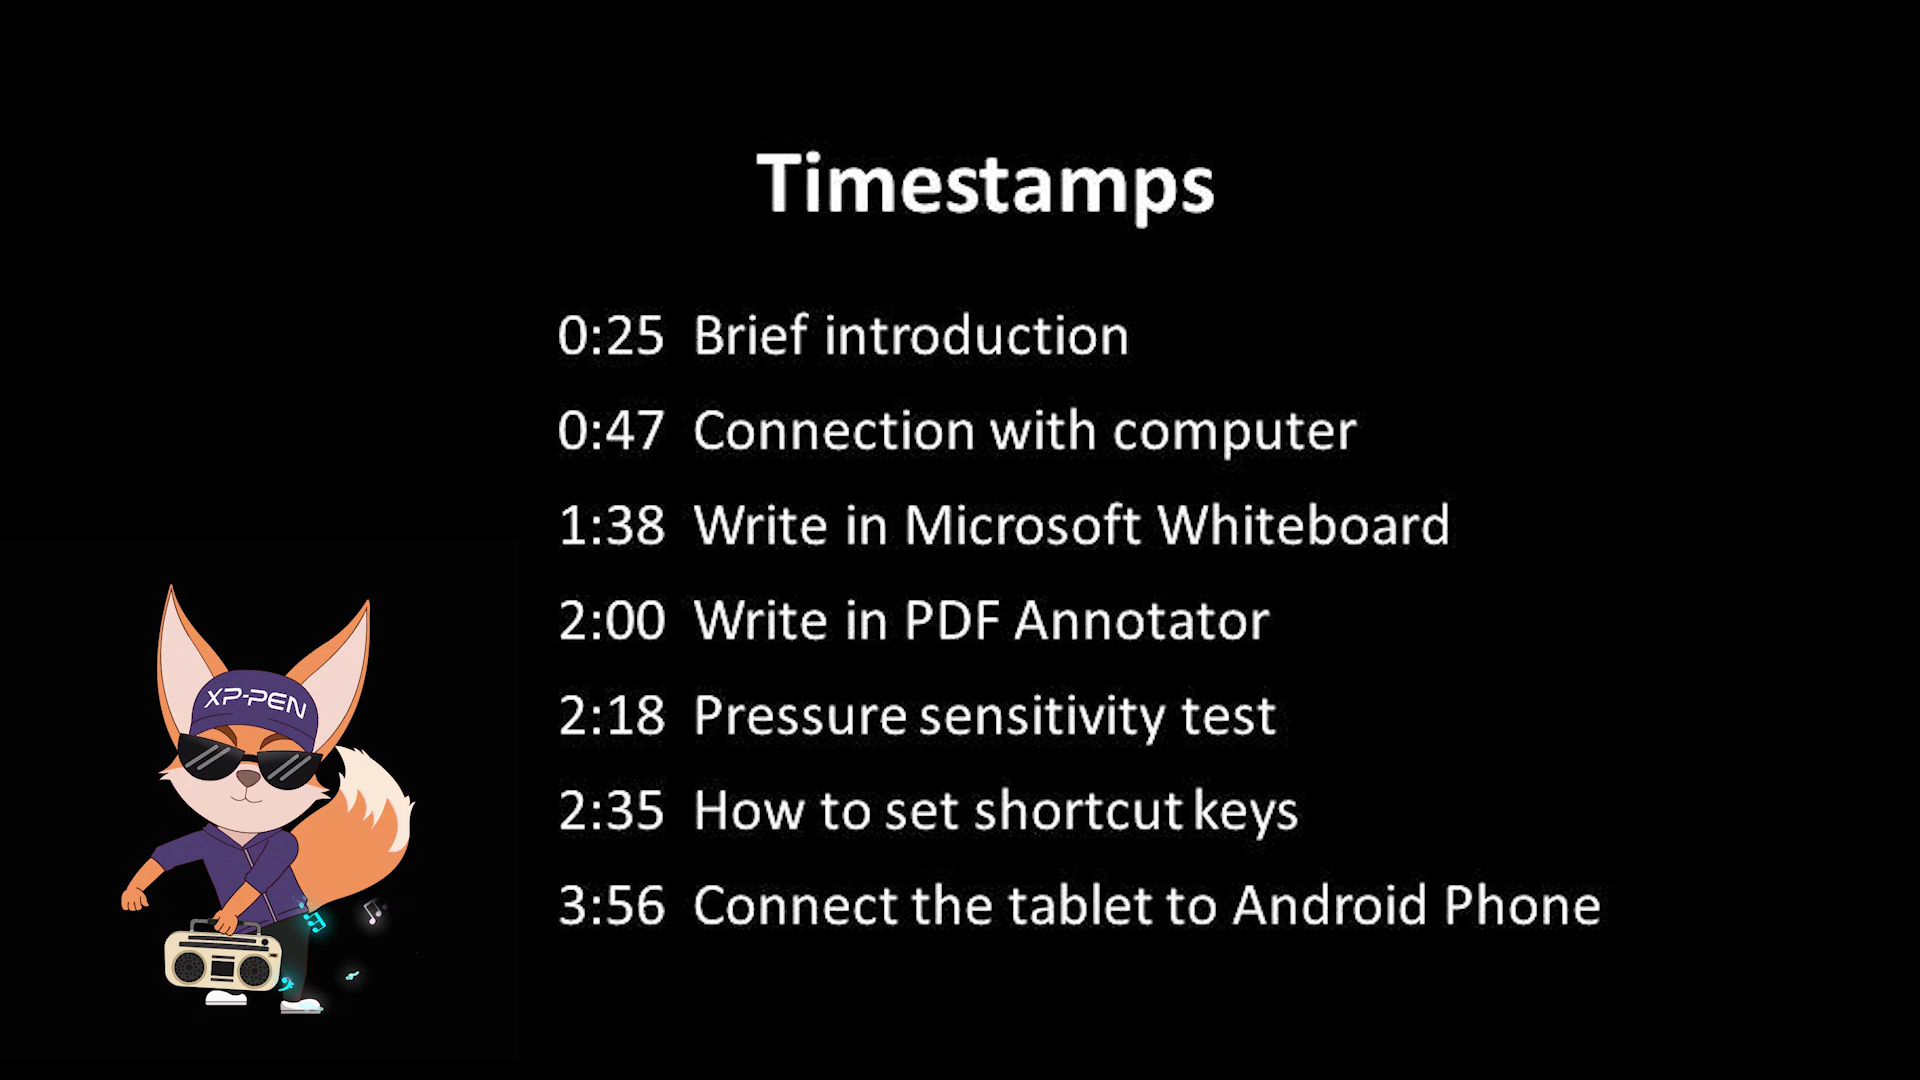 Timestamps
0:25 Brief introduction
0:47 Connection with computer
1:38 Write in Microsoft Whiteboard
2:00 Write in PDF Annotator
2:18 Pressure sensitivity test
2:35 How to set shortcut keys
3:56 Connect the tablet to Android Phone
XP-PEN